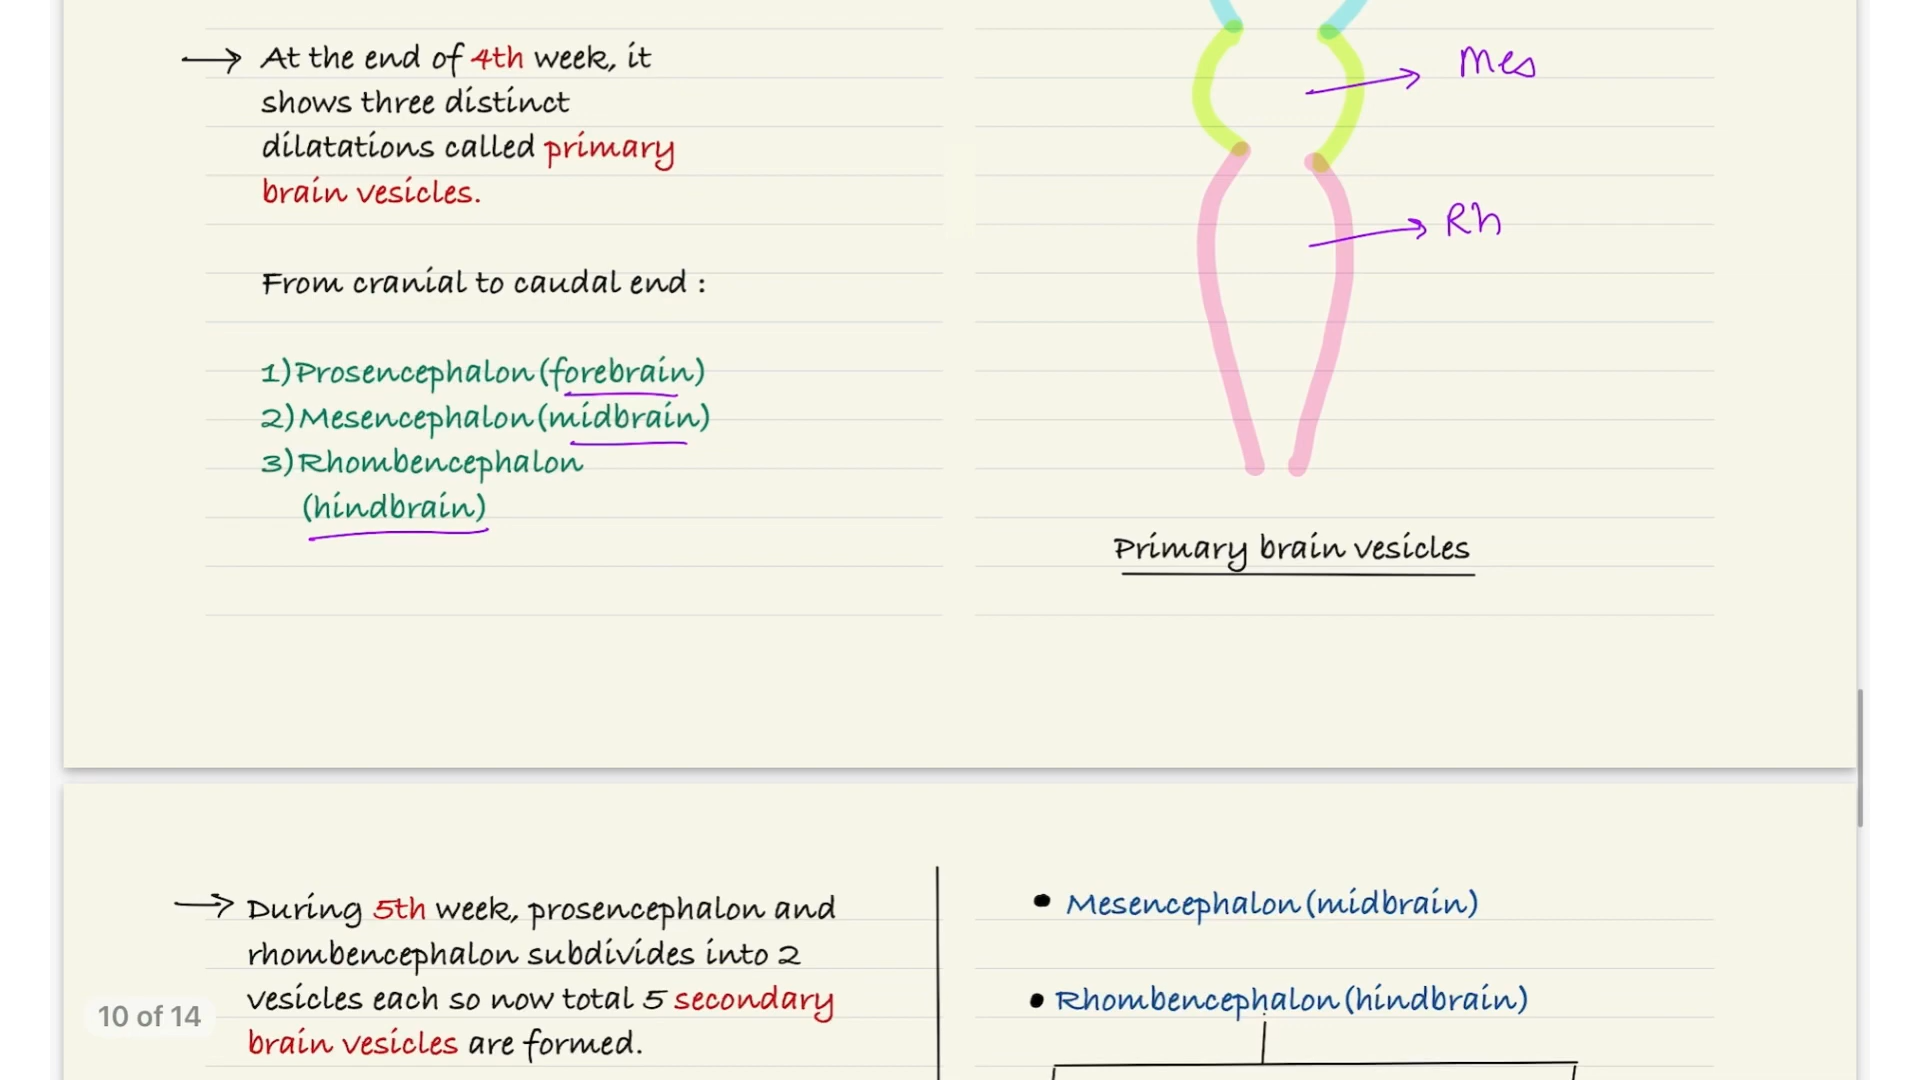 At the end of 4th week, it
shows three distinct
dilatations called primary
brain vesicles.
From cranial to caudal end :
1)Prosencephalon(forebrain)
2)Mesencephalon(midbrain)
3)Rhombencephalon
(hindbrain)
Mes
Rh
Primary brain vesicles
During 5th week, prosencephalon and
rhombencephalon subdivides into 2
vesicles each so now total 5 secondary
brain vesicles are formed.
• Mesencephalon(midbrain)
• Rhombencephalon(hindbrain)
10 of 14